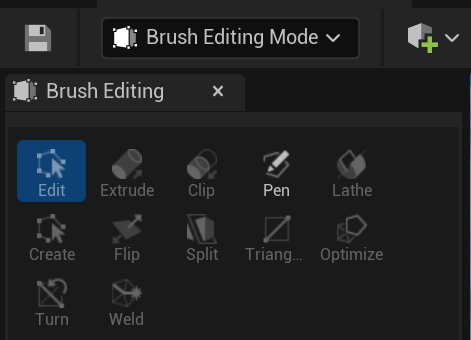 Brush Editing Mode
Brush Editing
Edit Extrude Clip Pen Lathe
Create Flip Split Triang... Optimize
Turn Weld